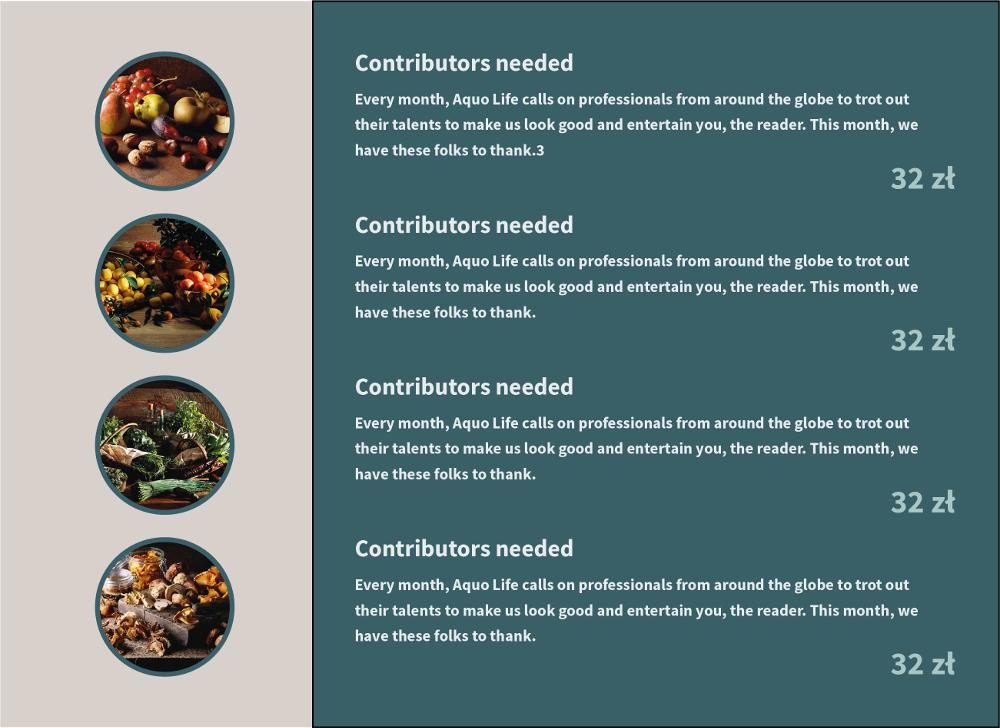 Contributors needed
Every month, Aquo Life calls on professionals from around the globe to trot out
their talents to make us look good and entertain you, the reader. This month, we
have these folks to thank.3
32 zł
Contributors needed
Every month, Aquo Life calls on professionals from around the globe to trot out
their talents to make us look good and entertain you, the reader. This month, we
have these folks to thank.
32 zł
Contributors needed
Every month, Aquo Life calls on professionals from around the globe to trot out
their talents to make us look good and entertain you, the reader. This month, we
have these folks to thank.
32 zł
Contributors needed
Every month, Aquo Life calls on professionals from around the globe to trot out
their talents to make us look good and entertain you, the reader. This month, we
have these folks to thank.
32 zł